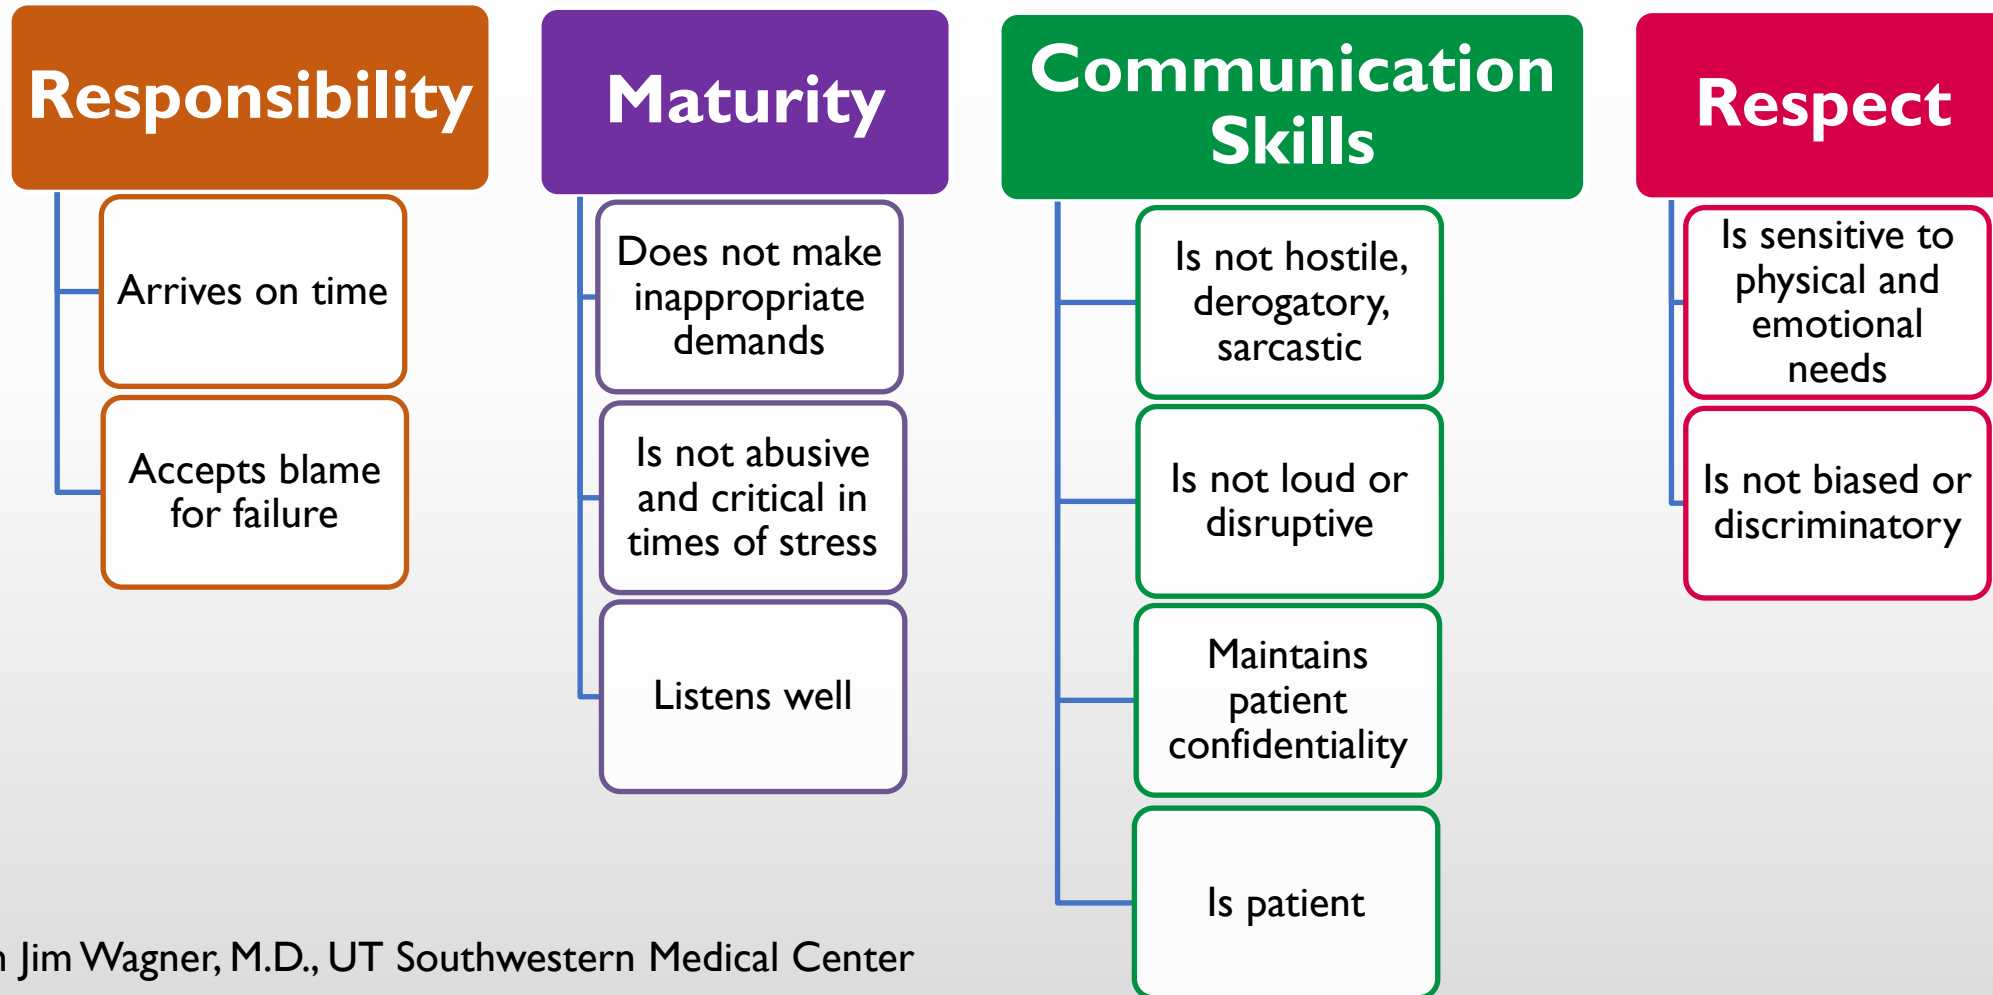 Responsibility
Arrives on time
Accepts blame
for failure
Maturity
Does not make
inappropriate
demands
Is not abusive
and critical in
times of stress
Listens well
Communication
Skills
Is not hostile,
derogatory,
sarcastic
Is not loud or
disruptive
Maintains
patient
confidentiality
Is patient
Respect
Is sensitive to
physical and
emotional
needs
Is not biased or
discriminatory
Jim Wagner, M.D., UT Southwestern Medical Center